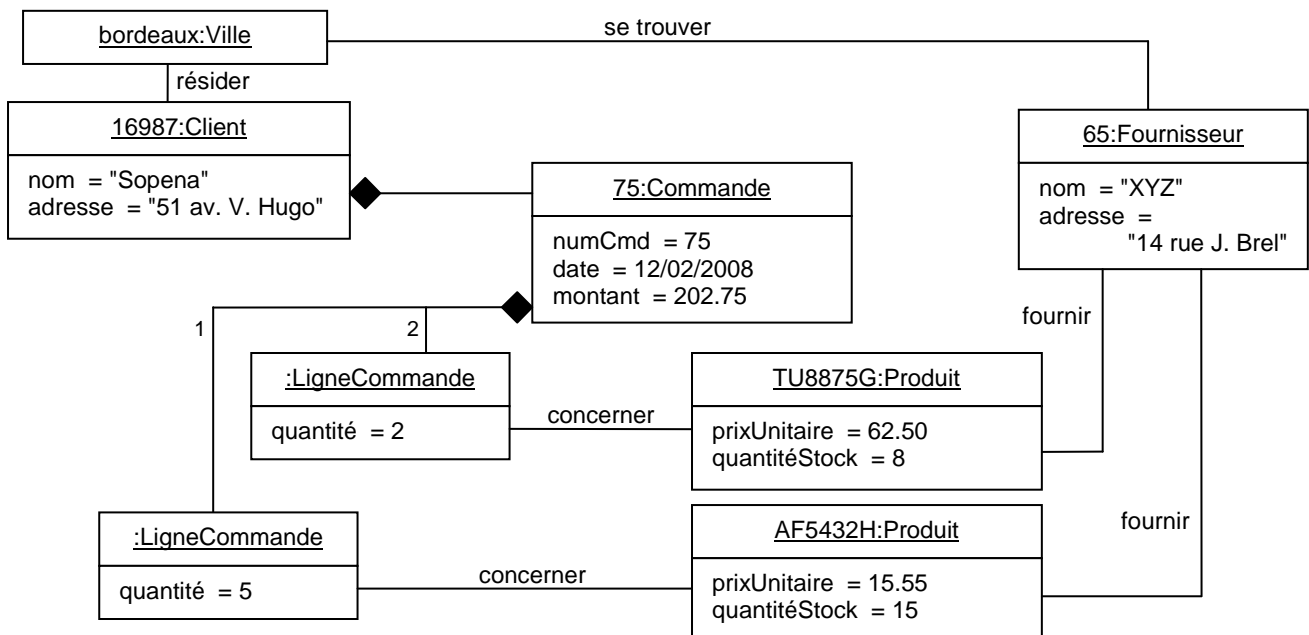 se trouver
bordeaux:Ville
résider
16987:Client
nom = "Sopena"
adresse = "51 av. V. Hugo"
65:Fournisseur
nom = "XYZ"
adresse =
"14 rue J. Brel"
75:Commande
numCmd = 75
date = 12/02/2008
montant = 202.75
1
2
fournir
:LigneCommande
quantité = 2
concerner
TU8875G:Produit
prixUnitaire = 62.50
quantitéStock = 8
fournir
:LigneCommande
quantité = 5
concerner
AF5432H:Produit
prixUnitaire = 15.55
quantitéStock = 15